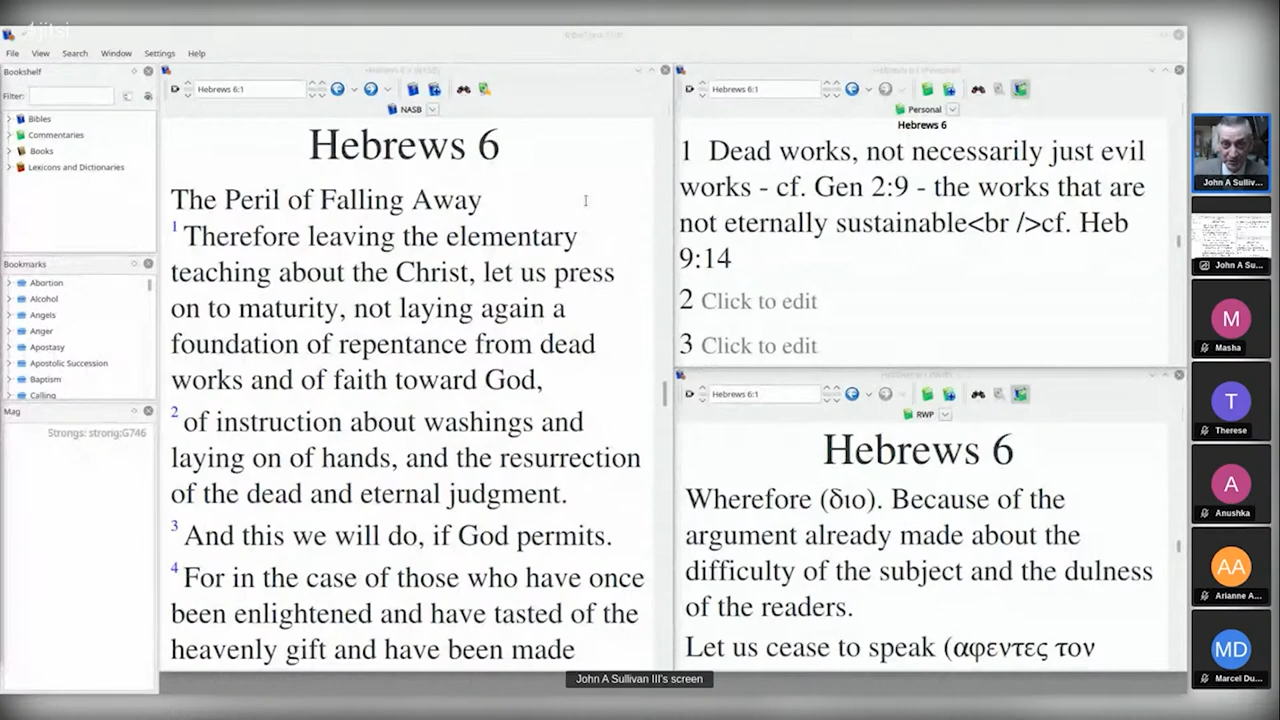 jitsi
File View Search Window Settings Help
Bookshelf
Filter:
Bibles
Commentaries
Books
Lexicons and Dictionaries
Bookmarks
Abortion
Alcohol
Angels
Anger
Apostasy
Apostolic Succession
Baptism
Calling
Mag
Strongs: strong:G746
Hebrews 6:1
NASB
Hebrews 6
The Peril of Falling Away
1 Therefore leaving the elementary
teaching about the Christ, let us press
on to maturity, not laying again a
foundation of repentance from dead
works and of faith toward God,
2 of instruction about washings and
laying on of hands, and the resurrection
of the dead and eternal judgment.
3 And this we will do, if God permits.
4 For in the case of those who have once
been enlightened and have tasted of the
heavenly gift and have been made
Hebrews 6:1
Personal
Hebrews 6
1 Dead works, not necessarily just evil
works - cf. Gen 2:9 - the works that are
not eternally sustainable<br />cf. Heb
9:14
2 Click to edit
3 Click to edit
Hebrews 6:1
RWP
Hebrews 6
Wherefore (διο). Because of the
argument already made about the
difficulty of the subject and the dulness
of the readers.
Let us cease to speak (αφεντες τον
John A Sullivan III's screen
John A Sulliv...
John A Su...
M
Masha
T
Therese
A
Anushka
AA
Arianne A...
MD
Marcel Du...